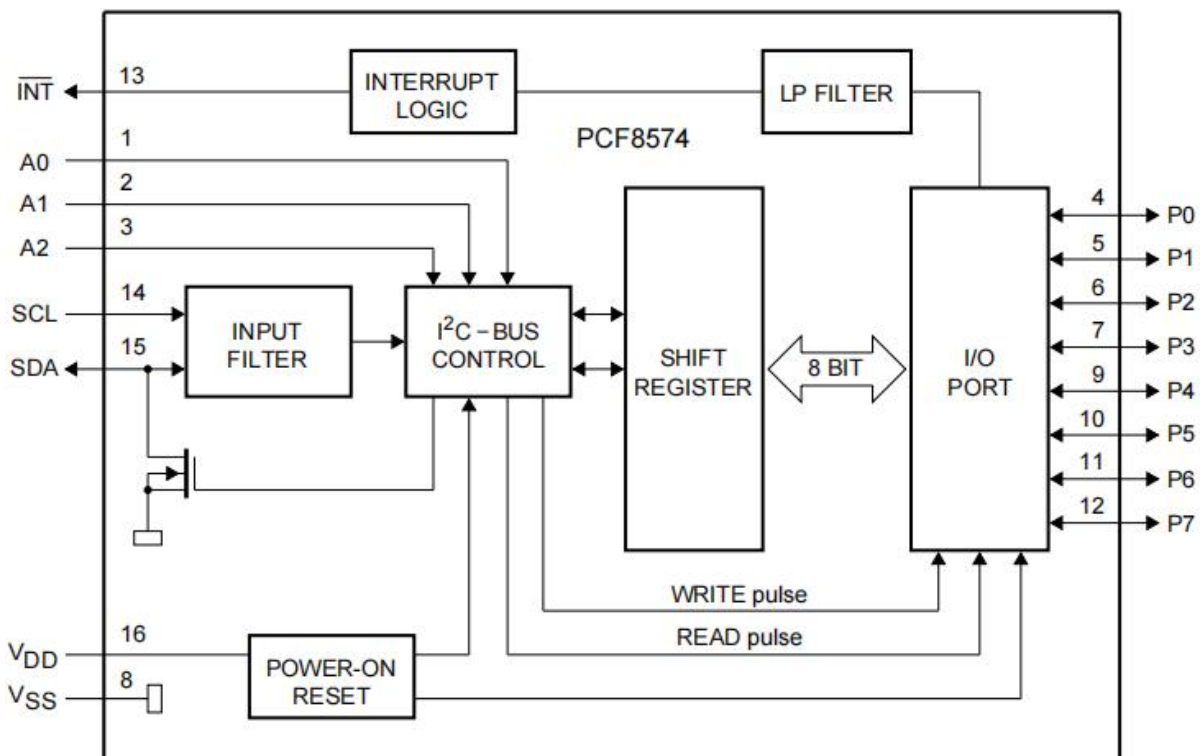 13
INT
INTERRUPT
LOGIC
LP FILTER
PCF8574
1
A0
2
A1
3
A2
14
SCL
15
SDA
INPUT
FILTER
I²C – BUS
CONTROL
SHIFT
REGISTER
8 BIT
I/O
PORT
4
P0
5
P1
6
P2
7
P3
9
P4
10
P5
11
P6
12
P7
WRITE pulse
READ pulse
16
VDD
8
VSS
POWER-ON
RESET